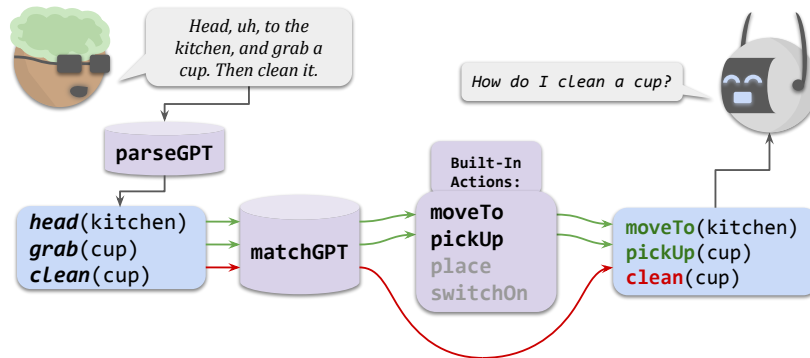 Head, uh, to the
kitchen, and grab a
cup. Then clean it.
How do I clean a cup?
parseGPT
head(kitchen)
grab(cup)
clean(cup)
matchGPT
Built-In
Actions:
moveTo
pickUp
place
switchOn
moveTo(kitchen)
pickUp(cup)
clean(cup)